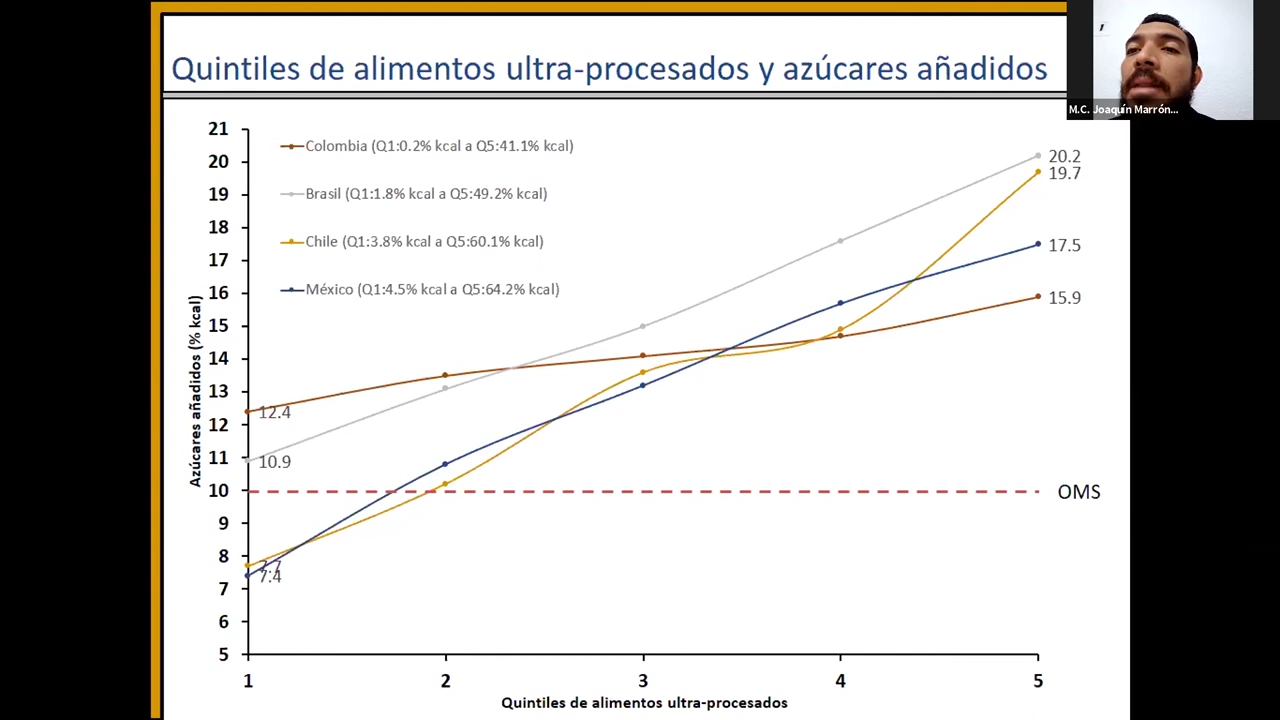 Quintiles de alimentos ultra-procesados y azúcares añadidos
M.C. Joaquín Marrón...
21
20
19
18
17
16
15
14
13
12
11
10
9
8
7
6
5
Azúcares añadidos (% kcal)
Colombia (Q1:0.2% kcal a Q5:41.1% kcal)
Brasil (Q1:1.8% kcal a Q5:49.2% kcal)
Chile (Q1:3.8% kcal a Q5:60.1% kcal)
México (Q1:4.5% kcal a Q5:64.2% kcal)
20.2
19.7
17.5
15.9
12.4
10.9
7.7
7.4
OMS
1 2 3 4 5
Quintiles de alimentos ultra-procesados